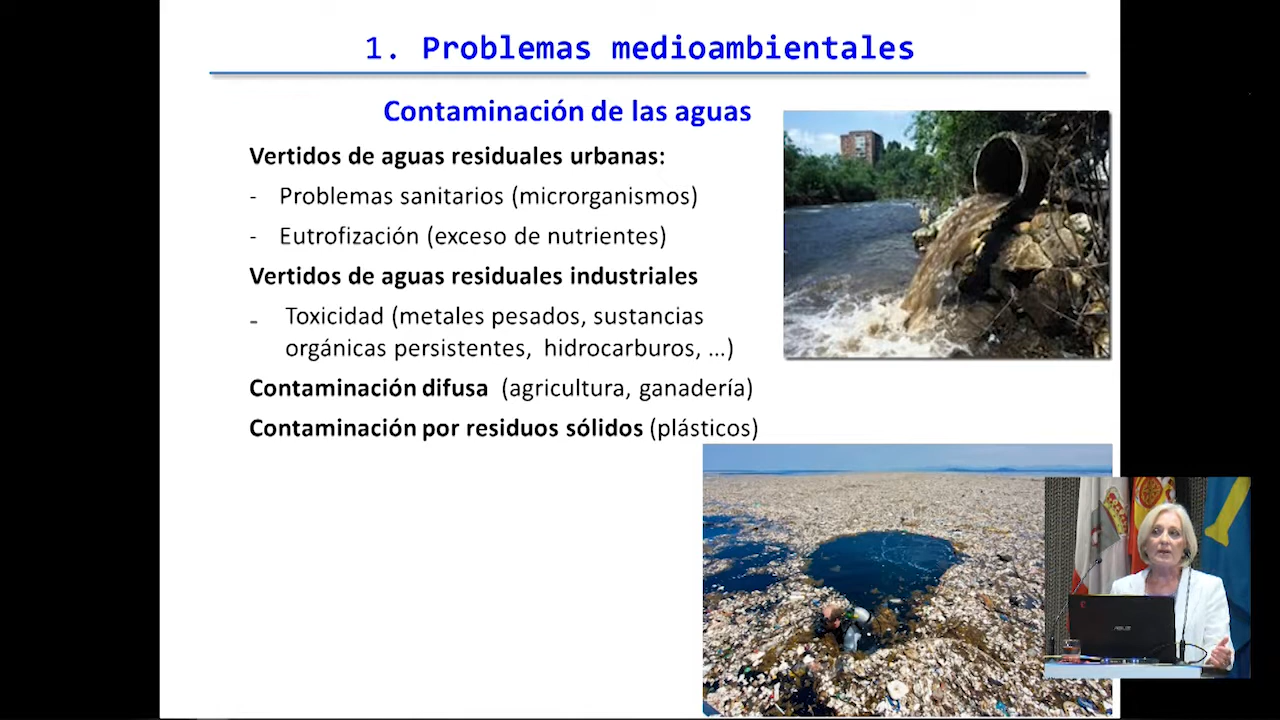 1. Problemas medioambientales
Contaminación de las aguas
Vertidos de aguas residuales urbanas:
- Problemas sanitarios (microrganismos)
- Eutrofización (exceso de nutrientes)
Vertidos de aguas residuales industriales
- Toxicidad (metales pesados, sustancias
orgánicas persistentes, hidrocarburos, ...)
Contaminación difusa (agricultura, ganadería)
Contaminación por residuos sólidos (plásticos)
ASUS